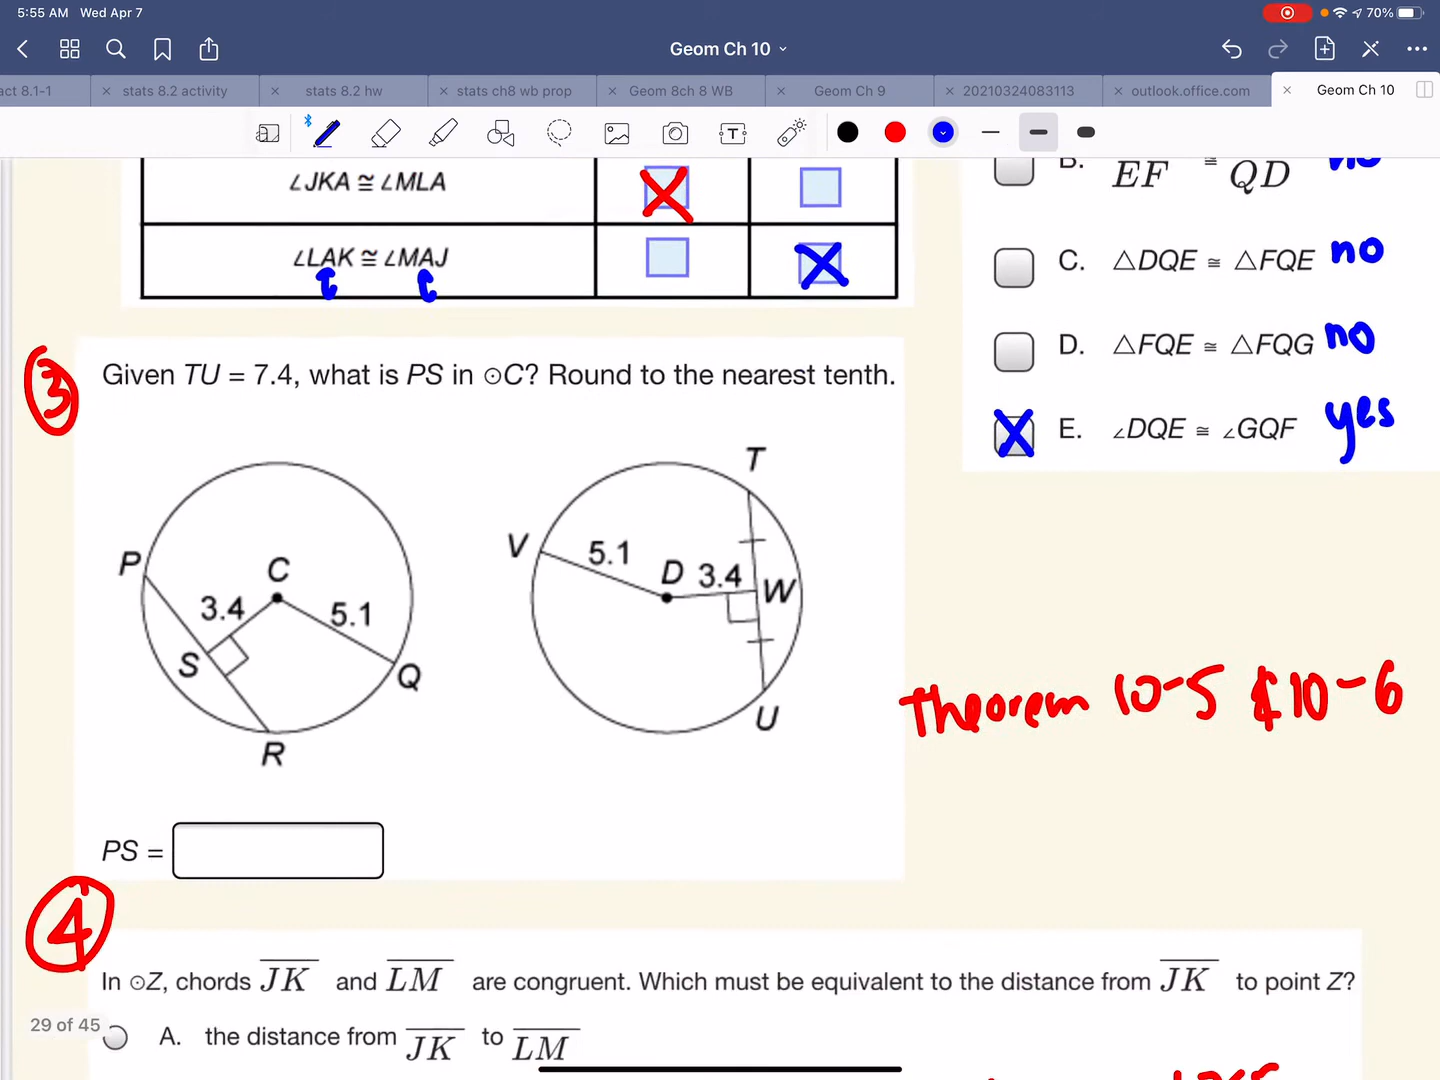 5:55 AM Wed Apr 7
70%
Geom Ch 10
act 8.1-1
stats 8.2 activity
stats 8.2 hw
stats ch8 wb prop
Geom 8ch 8 WB
Geom Ch 9
20210324083113
outlook.office.com
Geom Ch 10
T
∠JKA ≅ ∠MLA X
∠LAK ≅ ∠MAJ X
B. EF ≅ QD no
C. △DQE ≅ △FQE no
D. △FQE ≅ △FQG no
X E. ∠DQE ≅ ∠GQF yes
3
Given TU = 7.4, what is PS in ⊙C? Round to the nearest tenth.
P
C
3.4
5.1
S
Q
R
T
V
5.1
D
3.4
W
U
Theorem 10-5 & 10-6
PS =
4
In ⊙Z, chords JK and LM are congruent. Which must be equivalent to the distance from JK to point Z?
29 of 45
A. the distance from JK to LM